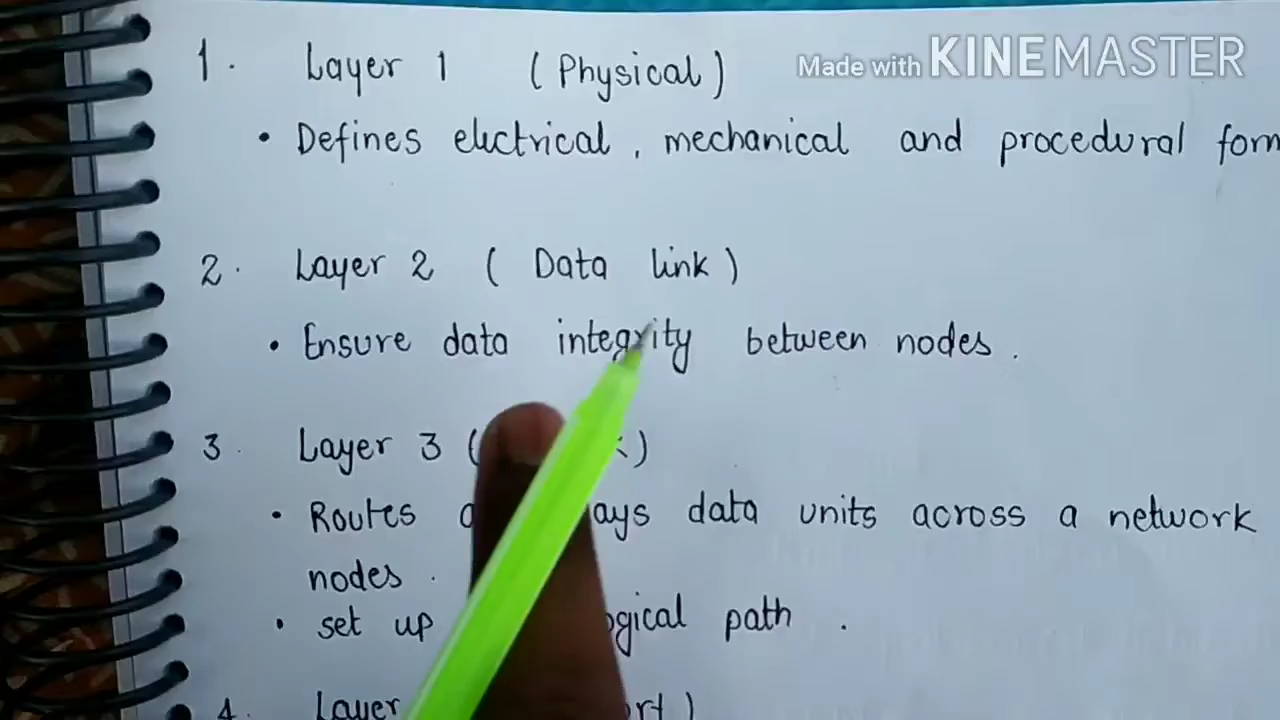 Made with KINEMASTER
1. Layer 1 (Physical)
• Defines electrical, mechanical and procedural
2. Layer 2 (Data link)
• Ensure data integrity between nodes.
3. Layer 3 (
• Routes data units across a network
nodes.
• set up path.
4. Layer